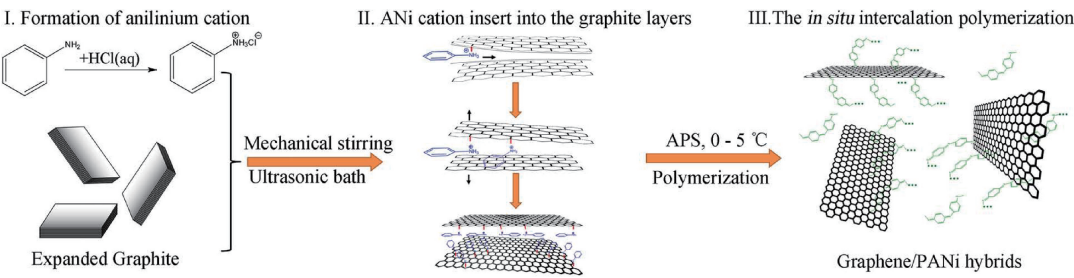 I. Formation of anilinium cation
NH₂
+HCl(aq)
⊕ ⊖
NH₃Cl
Expanded Graphite
Mechanical stirring
Ultrasonic bath
II. ANi cation insert into the graphite layers
APS, 0 - 5 ℃
Polymerization
III.The in situ intercalation polymerization
Graphene/PANi hybrids